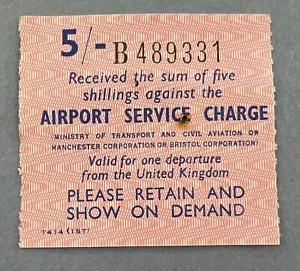 5/- B 489331
Received the sum of five
shillings against the
AIRPORT SERVICE CHARGE
MINISTRY OF TRANSPORT AND CIVIL AVIATION OR
MANCHESTER CORPORATION OR BRISTOL CORPORATION)
Valid for one departure
from the United Kingdom
PLEASE RETAIN AND
SHOW ON DEMAND
T414 (1ST)